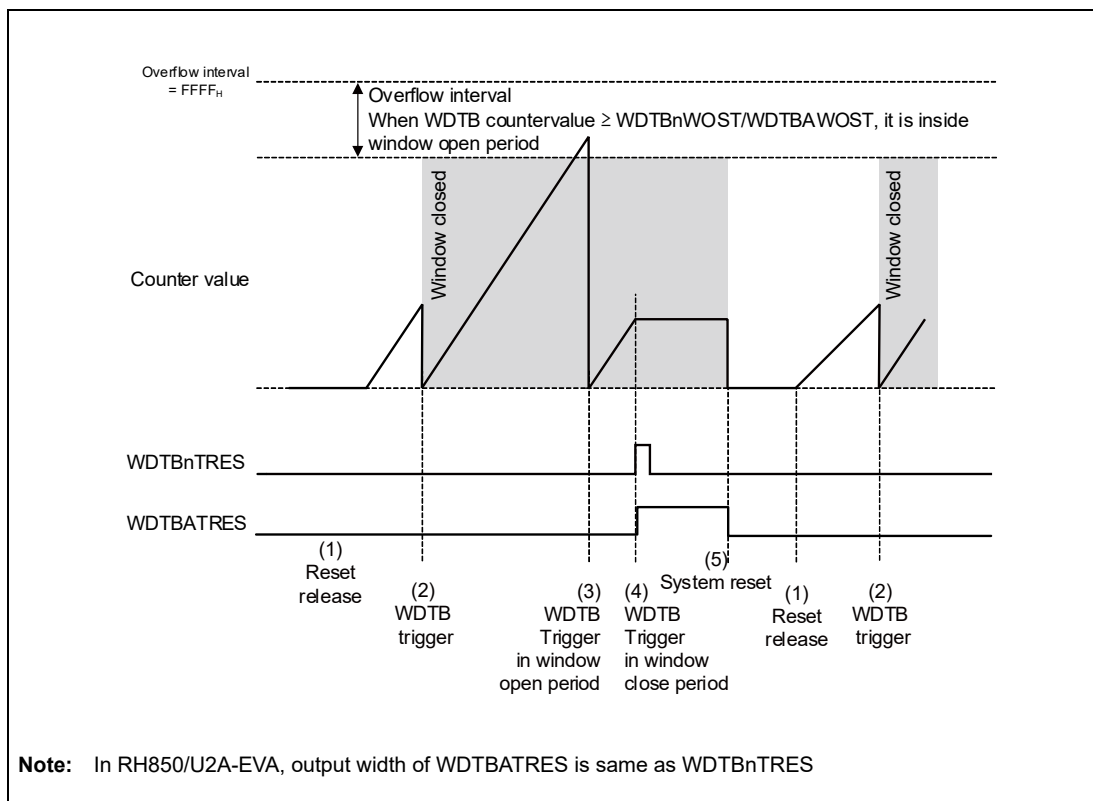 Overflow interval
= FFFFH
Overflow interval
When WDTB countervalue ≥ WDTBnWOST/WDTBAWOST, it is inside
window open period
Window closed
Window closed
Counter value
WDTBnTRES
WDTBATRES
(1)
Reset
release
(2)
WDTB
trigger
(3)
WDTB
Trigger
in window
open period
(4)
WDTB
Trigger
in window
close period
(5)
System reset
(1)
Reset
release
(2)
WDTB
trigger
Note: In RH850/U2A-EVA, output width of WDTBATRES is same as WDTBnTRES